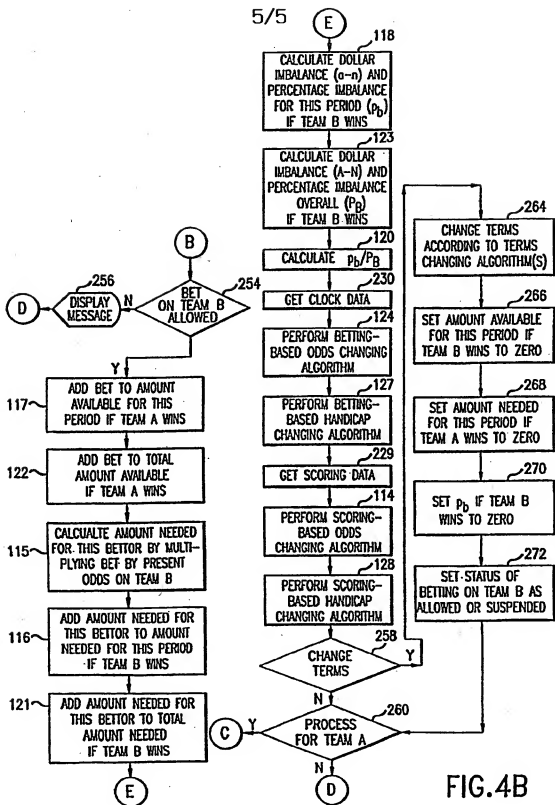 5/5
B
254
BET
ON TEAM B
ALLOWED
N
256
DISPLAY
MESSAGE
D
Y
117
ADD BET TO AMOUNT
AVAILABLE FOR THIS
PERIOD IF TEAM A WINS
122
ADD BET TO TOTAL
AMOUNT AVAILABLE
IF TEAM A WINS
115
CALCUALTE AMOUNT NEEDED
FOR THIS BETTOR BY MULTI-
PLYING BET BY PRESENT
ODDS ON TEAM B
116
ADD AMOUNT NEEDED FOR
THIS BETTOR TO AMOUNT
NEEDED FOR THIS PERIOD
IF TEAM B WINS
121
ADD AMOUNT NEEDED FOR
THIS BETTOR TO TOTAL
AMOUNT NEEDED
IF TEAM B WINS
E
E
118
CALCULATE DOLLAR
IMBALANCE (a-n) AND
PERCENTAGE IMBALANCE
FOR THIS PERIOD (pb)
IF TEAM B WINS
123
CALCULATE DOLLAR
IMBALANCE (A-N) AND
PERCENTAGE IMBALANCE
OVERALL (PB)
IF TEAM B WINS
120
CALCULATE pb/PB
230
GET CLOCK DATA
124
PERFORM BETTING-
BASED ODDS CHANGING
ALGORITHM
127
PERFORM BETTING-
BASED HANDICAP
CHANGING ALGORITHM
229
GET SCORING DATA
114
PERFORM SCORING-
BASED ODDS
CHANGING ALGORITHM
128
PERFORM SCORING-
BASED HANDICAP
CHANGING ALGORITHM
258
CHANGE
TERMS
Y
N
260
PROCESS
FOR TEAM A
Y
C
N
D
264
CHANGE TERMS
ACCORDING TO TERMS
CHANGING ALGORITHM(S)
266
SET AMOUNT AVAILABLE
FOR THIS PERIOD IF
TEAM B WINS TO ZERO
268
SET AMOUNT NEEDED
FOR THIS PERIOD IF
TEAM A WINS TO ZERO
270
SET pb IF TEAM B
WINS TO ZERO
272
SET STATUS OF
BETTING ON TEAM B AS
ALLOWED OR SUSPENDED
FIG.4B